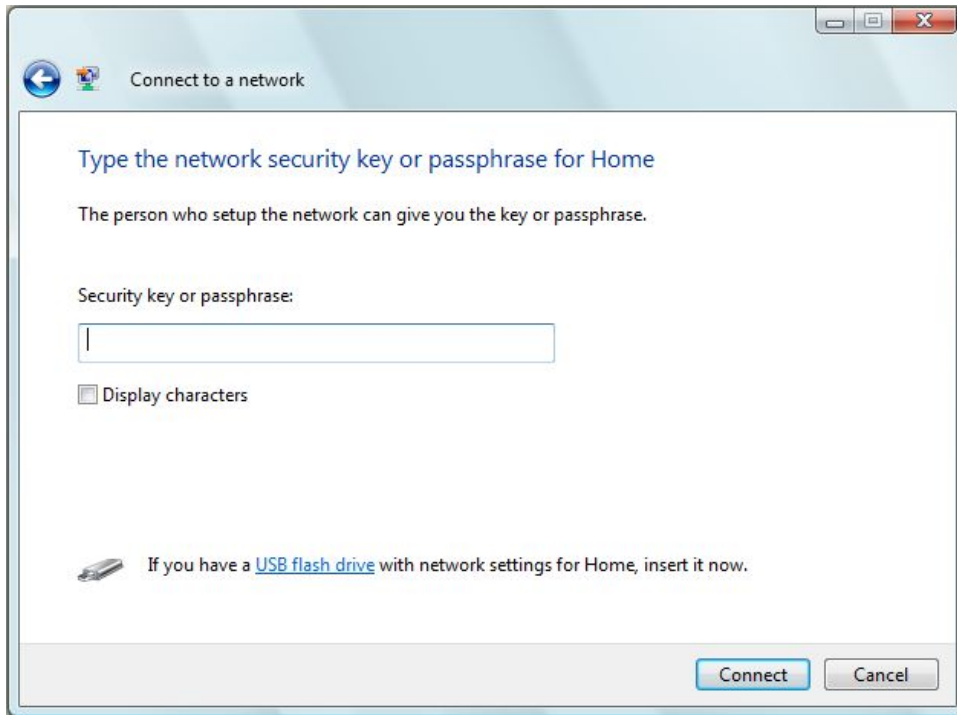 Connect to a network
Type the network security key or passphrase for Home
The person who setup the network can give you the key or passphrase.
Security key or passphrase:
Display characters
If you have a USB flash drive with network settings for Home, insert it now.
Connect Cancel